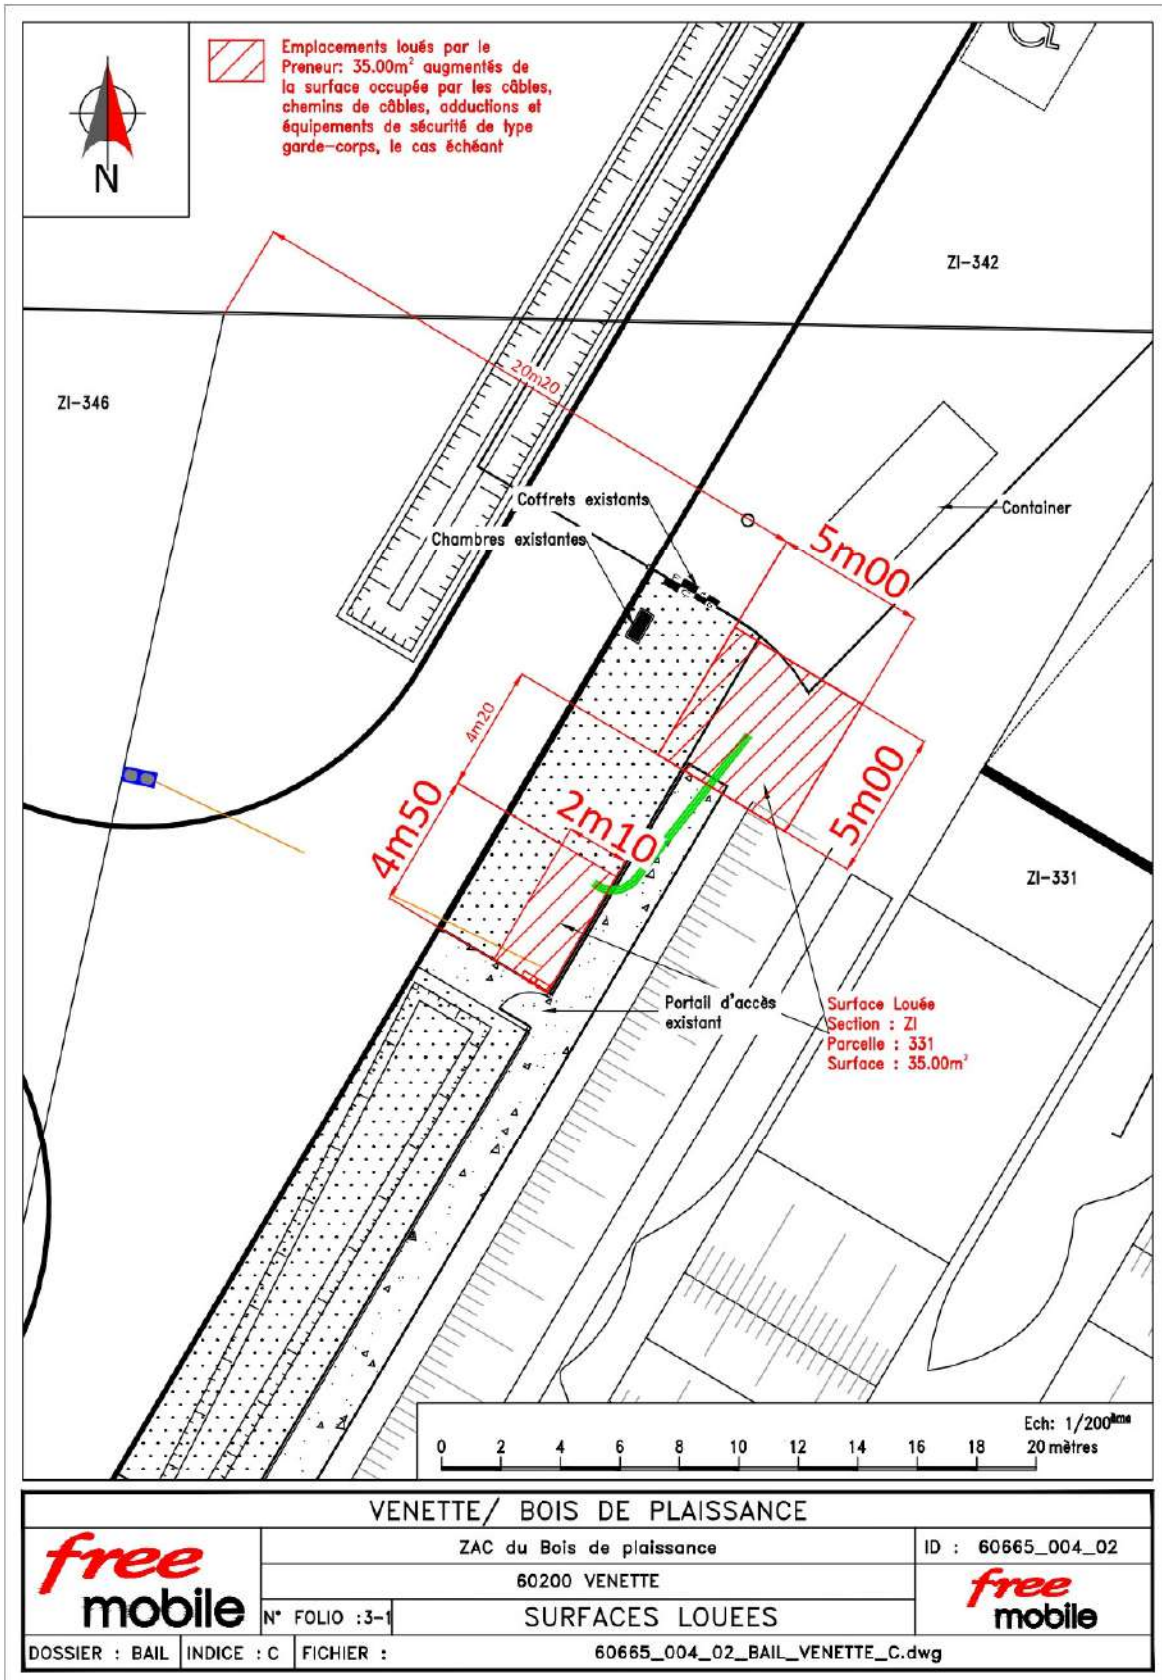 Emplacements loués par le
Preneur: 35.00m² augmentés de
la surface occupée par les câbles,
chemins de câbles, adductions et
équipements de sécurité de type
garde-corps, le cas échéant
N
ZI-342
20m20
ZI-346
Coffrets existants
Container
Chambres existantes
5m00
4m20
5m00
4m50
2m10
ZI-331
Portail d'accès
existant
Surface Louée
Section : ZI
Parcelle : 331
Surface : 35.00m²
Ech: 1/200ème
0 2 4 6 8 10 12 14 16 18 20 mètres
VENETTE/ BOIS DE PLAISSANCE
free
mobile
ZAC du Bois de plaissance
ID : 60665_004_02
60200 VENETTE
free
mobile
N° FOLIO :3-1
SURFACES LOUEES
DOSSIER : BAIL
INDICE : C
FICHIER :
60665_004_02_BAIL_VENETTE_C.dwg